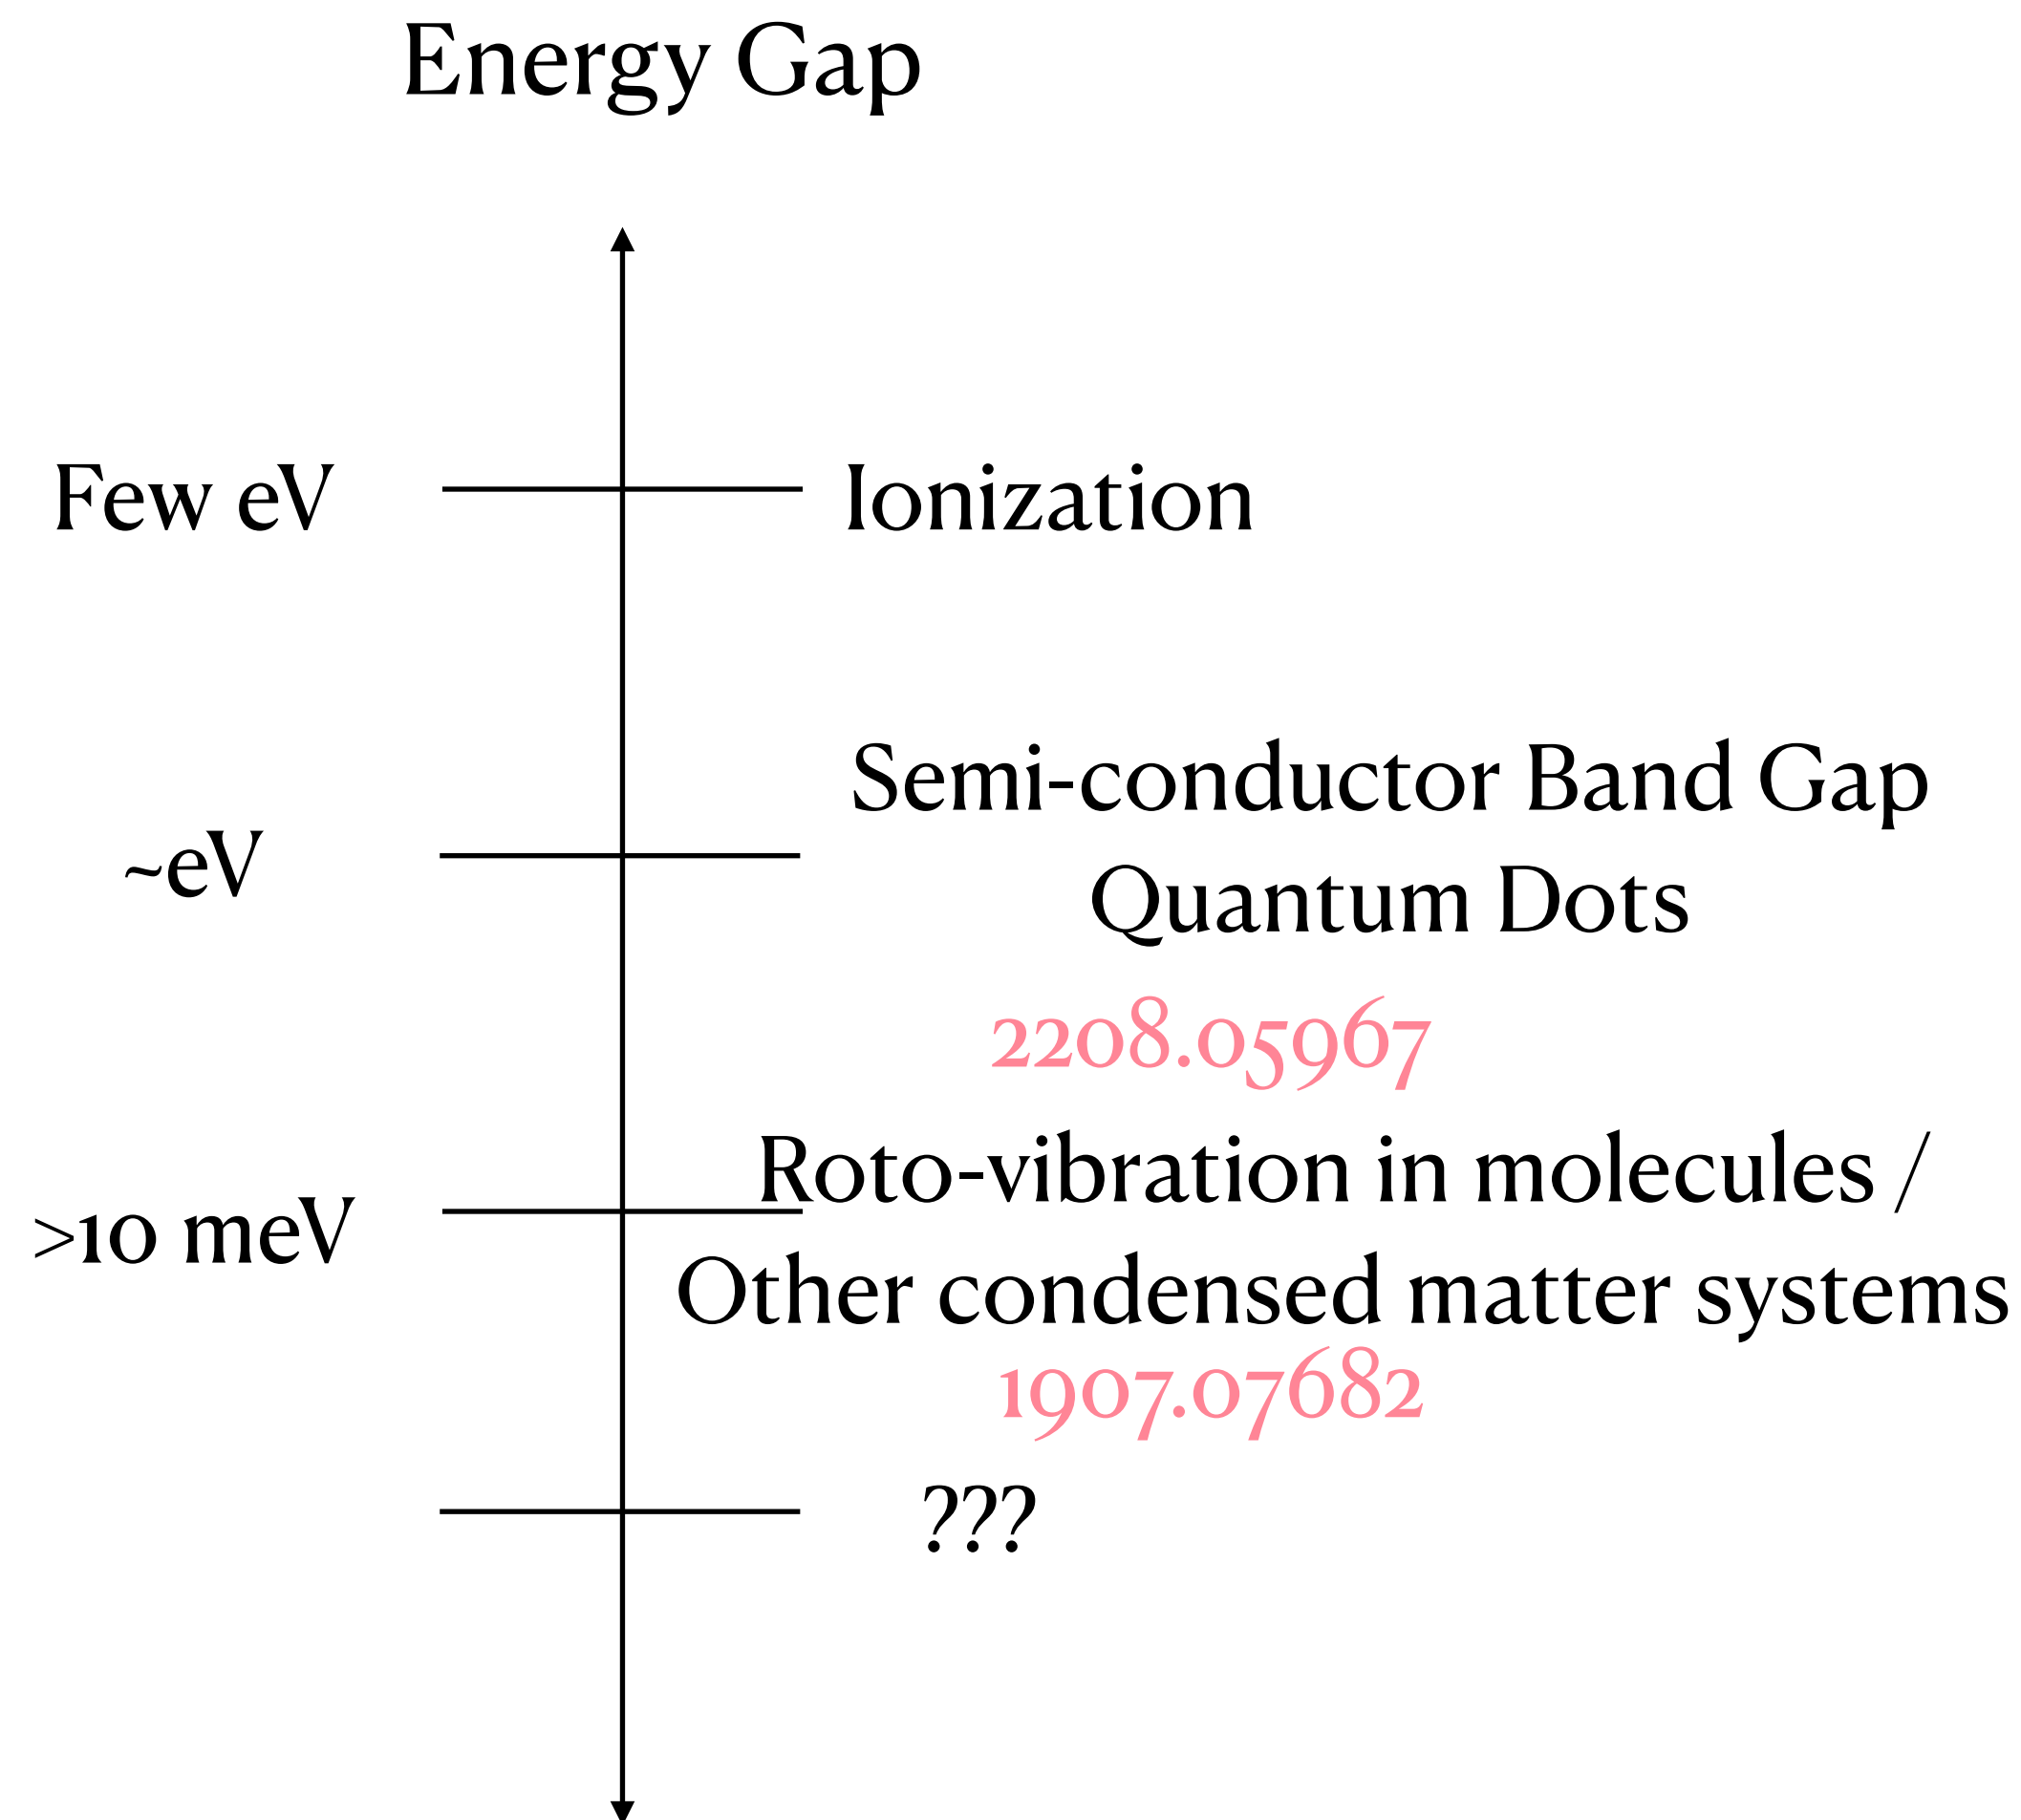 Energy Gap
Few eV
Ionization
Semi-conductor Band Gap
~eV
Quantum Dots
2208.05967
Roto-vibration in molecules /
>10 meV
Other condensed matter systems
1907.07682
???